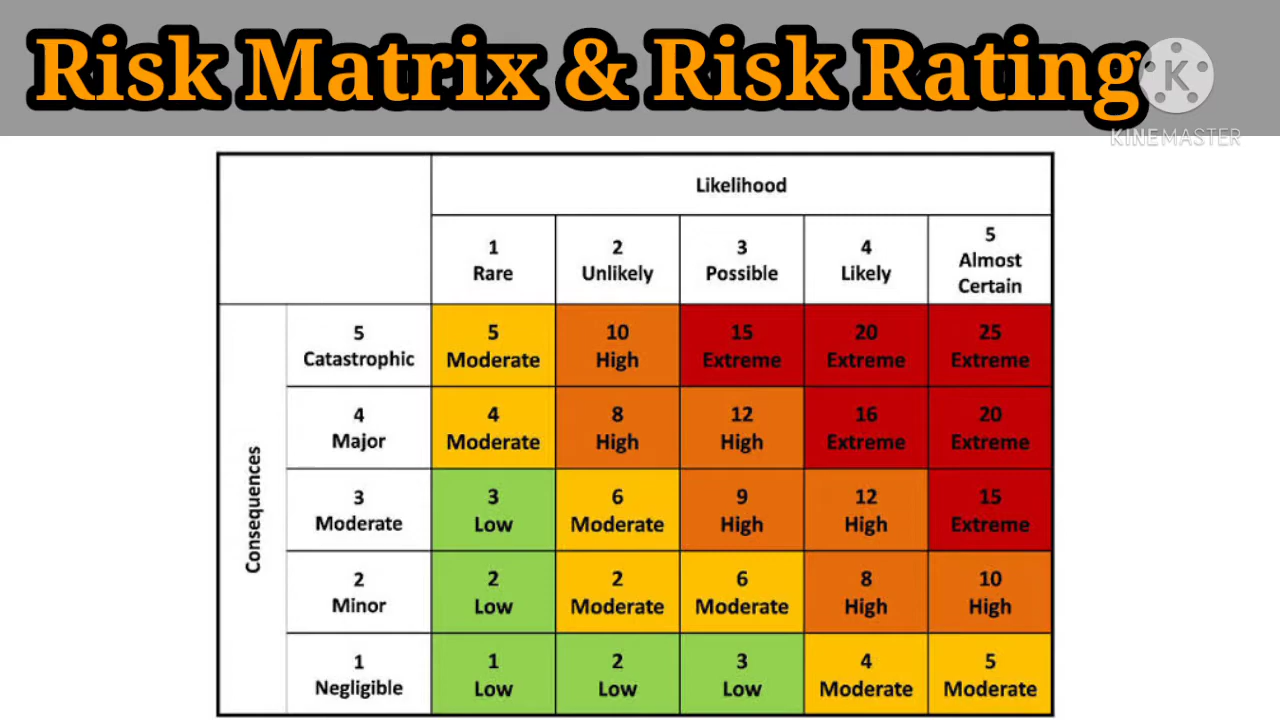 Risk Matrix & Risk Rating
K
KINEMASTER
Likelihood
1
Rare
2
Unlikely
3
Possible
4
Likely
5
Almost
Certain
Consequences
5
Catastrophic
5
Moderate
10
High
15
Extreme
20
Extreme
25
Extreme
4
Major
4
Moderate
8
High
12
High
16
Extreme
20
Extreme
3
Moderate
3
Low
6
Moderate
9
High
12
High
15
Extreme
2
Minor
2
Low
2
Moderate
6
Moderate
8
High
10
High
1
Negligible
1
Low
2
Low
3
Low
4
Moderate
5
Moderate